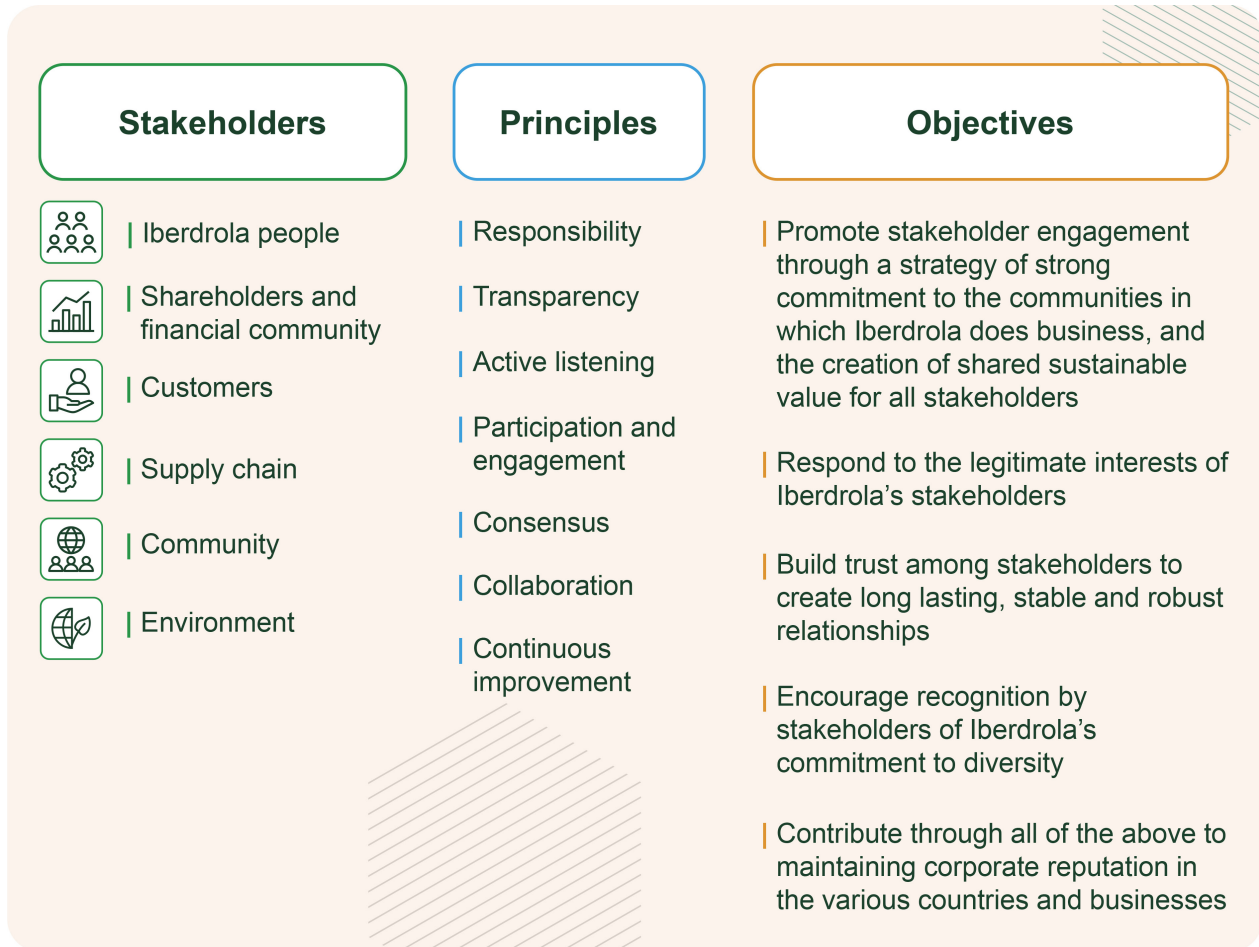 Stakeholders
Iberdrola people
Shareholders and
financial community
Customers
Supply chain
Community
Environment
Principles
Responsibility
Transparency
Active listening
Participation and
engagement
Consensus
Collaboration
Continuous
improvement
Objectives
Promote stakeholder engagement
through a strategy of strong
commitment to the communities in
which Iberdrola does business, and
the creation of shared sustainable
value for all stakeholders
Respond to the legitimate interests of
Iberdrola’s stakeholders
Build trust among stakeholders to
create long lasting, stable and robust
relationships
Encourage recognition by
stakeholders of Iberdrola’s
commitment to diversity
Contribute through all of the above to
maintaining corporate reputation in
the various countries and businesses